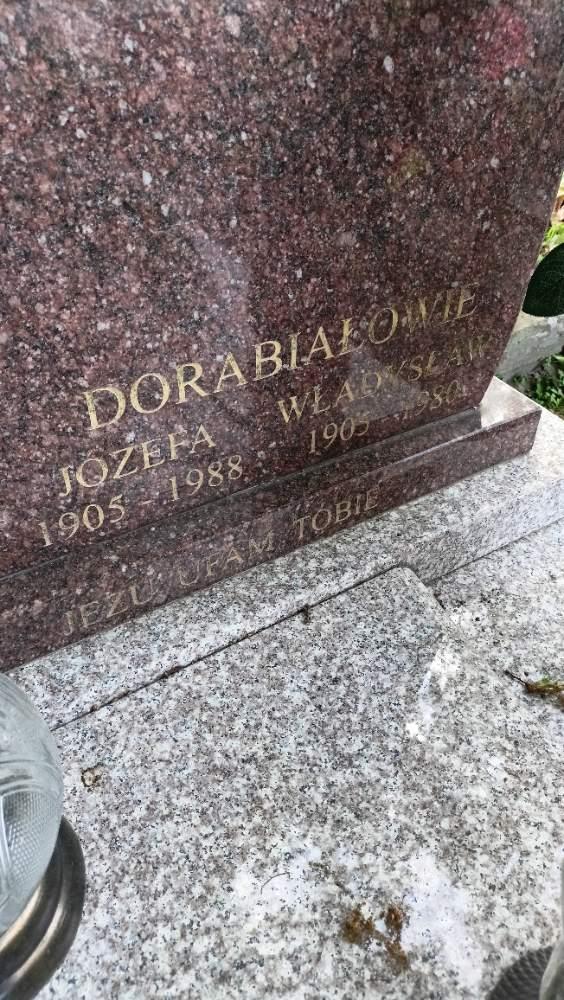 DORABIAŁOWIE
JÓZEFA WŁADYSŁAW
1905 - 1988 1905 - 1980
JEZU, UFAM TOBIE